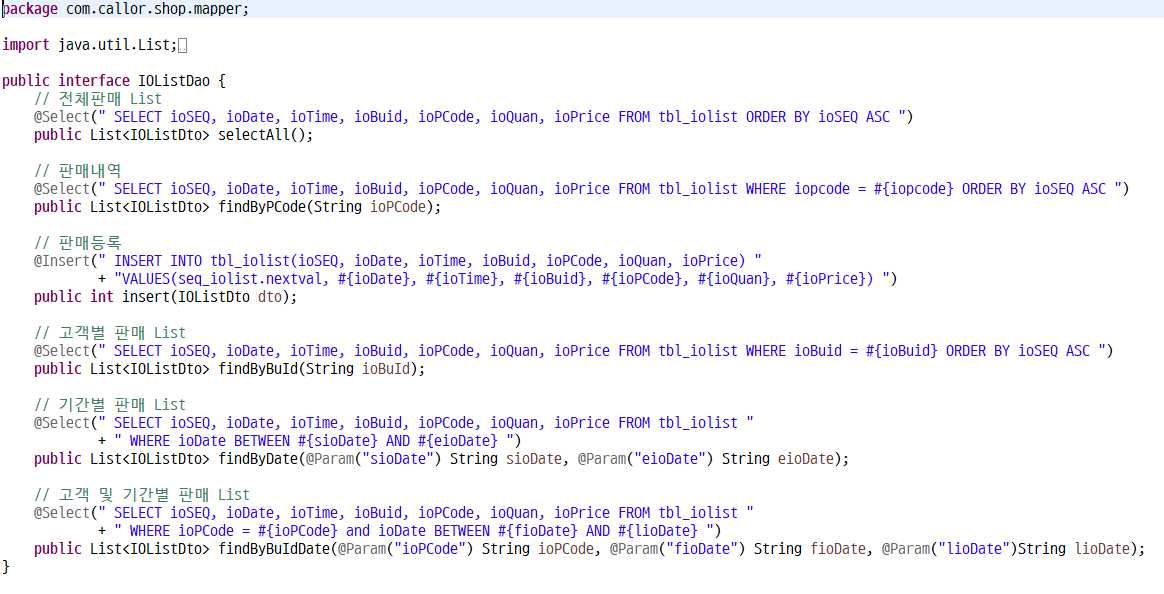 package com.callor.shop.mapper;
import java.util.List;
public interface IOListDao {
// 전체판매 List
@Select(" SELECT ioSEQ, ioDate, ioTime, ioBuid, ioPCode, ioQuan, ioPrice FROM tbl_iolist ORDER BY ioSEQ ASC ")
public List<IOListDto> selectAll();
// 판매내역
@Select(" SELECT ioSEQ, ioDate, ioTime, ioBuid, ioPCode, ioQuan, ioPrice FROM tbl_iolist WHERE iopcode = #{iopcode} ORDER BY ioSEQ ASC ")
public List<IOListDto> findByPCode(String ioPCode);
// 판매등록
@Insert(" INSERT INTO tbl_iolist(ioSEQ, ioDate, ioTime, ioBuid, ioPCode, ioQuan, ioPrice) "
+ "VALUES(seq_iolist.nextval, #{ioDate}, #{ioTime}, #{ioBuid}, #{ioPCode}, #{ioQuan}, #{ioPrice}) ")
public int insert(IOListDto dto);
// 고객별 판매 List
@Select(" SELECT ioSEQ, ioDate, ioTime, ioBuid, ioPCode, ioQuan, ioPrice FROM tbl_iolist WHERE ioBuid = #{ioBuid} ORDER BY ioSEQ ASC ")
public List<IOListDto> findByBuId(String ioBuId);
// 기간별 판매 List
@Select(" SELECT ioSEQ, ioDate, ioTime, ioBuid, ioPCode, ioQuan, ioPrice FROM tbl_iolist "
+ " WHERE ioDate BETWEEN #{sioDate} AND #{eioDate} ")
public List<IOListDto> findByDate(@Param("sioDate") String sioDate, @Param("eioDate") String eioDate);
// 고객 및 기간별 판매 List
@Select(" SELECT ioSEQ, ioDate, ioTime, ioBuid, ioPCode, ioQuan, ioPrice FROM tbl_iolist "
+ " WHERE ioPCode = #{ioPCode} and ioDate BETWEEN #{fioDate} AND #{lioDate} ")
public List<IOListDto> findByBuIdDate(@Param("ioPCode") String ioPCode, @Param("fioDate") String fioDate, @Param("lioDate")String lioDate);
}